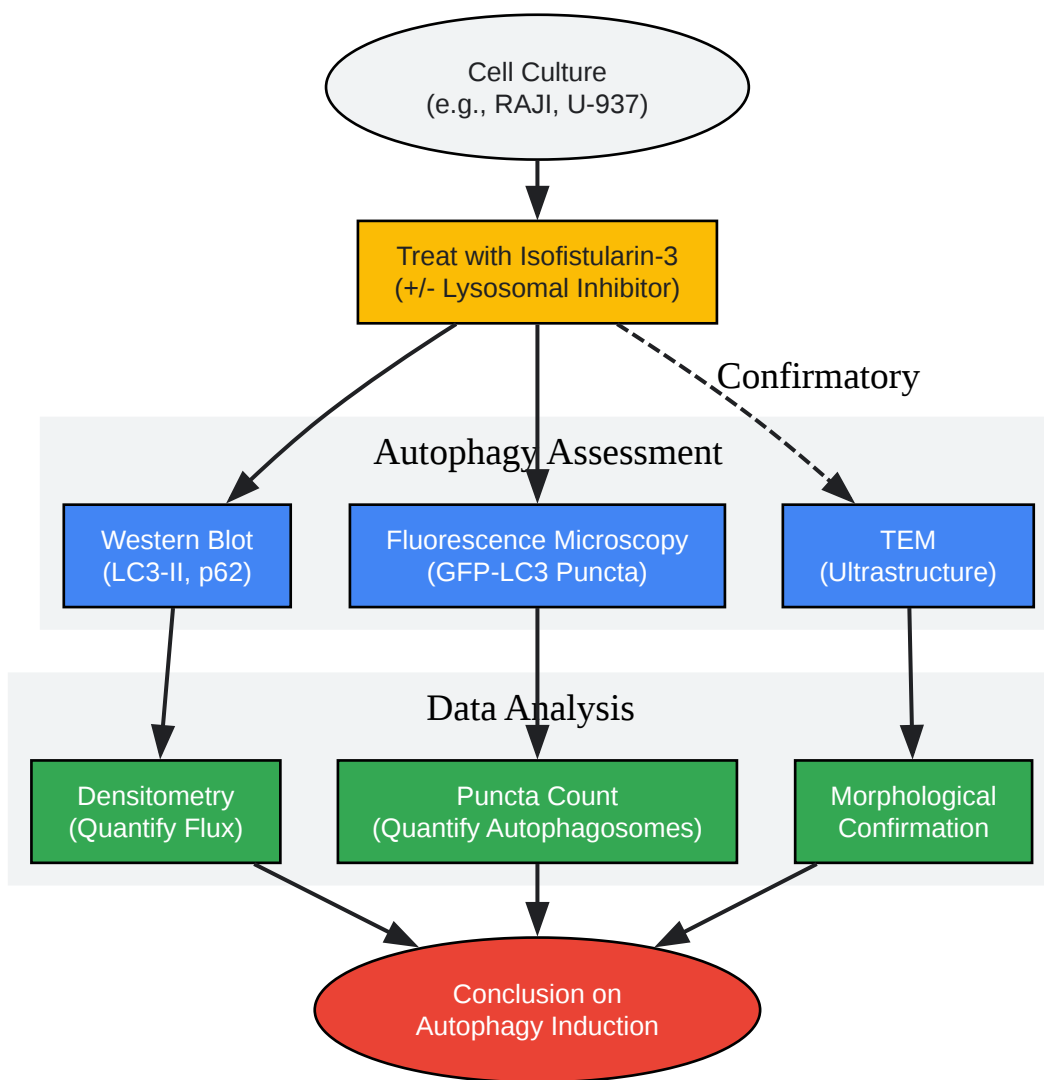 Cell Culture
(e.g., RAJI, U-937)
Treat with Isofistularin-3
(+/- Lysosomal Inhibitor)
Confirmatory
Autophagy Assessment
Western Blot
(LC3-II, p62)
Fluorescence Microscopy
(GFP-LC3 Puncta)
TEM
(Ultrastructure)
Data Analysis
Densitometry
(Quantify Flux)
Puncta Count
(Quantify Autophagosomes)
Morphological
Confirmation
Conclusion on
Autophagy Induction